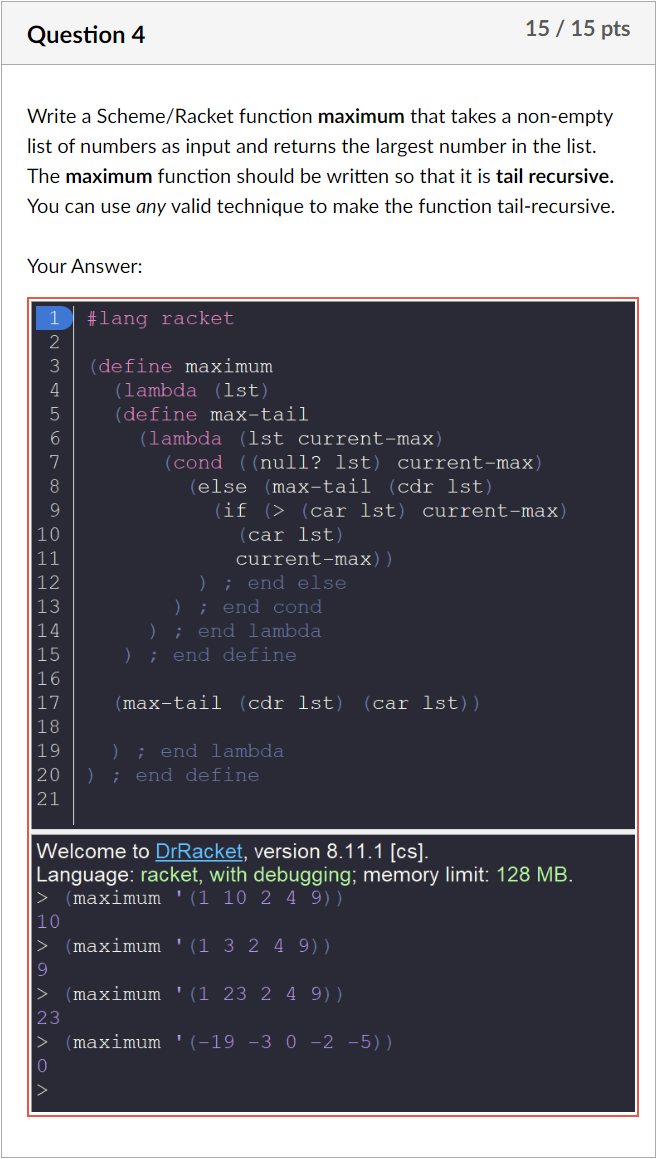 Question 4
15 / 15 pts
Write a Scheme/Racket function maximum that takes a non-empty
list of numbers as input and returns the largest number in the list.
The maximum function should be written so that it is tail recursive.
You can use any valid technique to make the function tail-recursive.
Your Answer:
1 #lang racket
2
3 (define maximum
4   (lambda (lst)
5   (define max-tail
6     (lambda (lst current-max)
7       (cond ((null? lst) current-max)
8         (else (max-tail (cdr lst)
9           (if (> (car lst) current-max)
10             (car lst)
11             current-max))
12         ) ; end else
13       ) ; end cond
14     ) ; end lambda
15   ) ; end define
16
17   (max-tail (cdr lst) (car lst))
18
19   ) ; end lambda
20 ) ; end define
21
Welcome to DrRacket, version 8.11.1 [cs].
Language: racket, with debugging; memory limit: 128 MB.
> (maximum '(1 10 2 4 9))
10
> (maximum '(1 3 2 4 9))
9
> (maximum '(1 23 2 4 9))
23
> (maximum '(-19 -3 0 -2 -5))
0
>